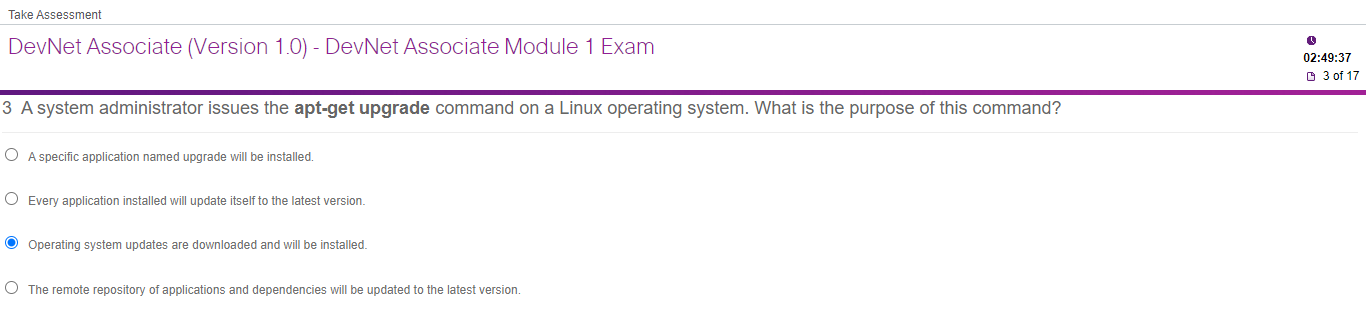 Take Assessment
DevNet Associate (Version 1.0) - DevNet Associate Module 1 Exam
02:49:37
3 of 17
3 A system administrator issues the apt-get upgrade command on a Linux operating system. What is the purpose of this command?
A specific application named upgrade will be installed.
Every application installed will update itself to the latest version.
Operating system updates are downloaded and will be installed.
The remote repository of applications and dependencies will be updated to the latest version.